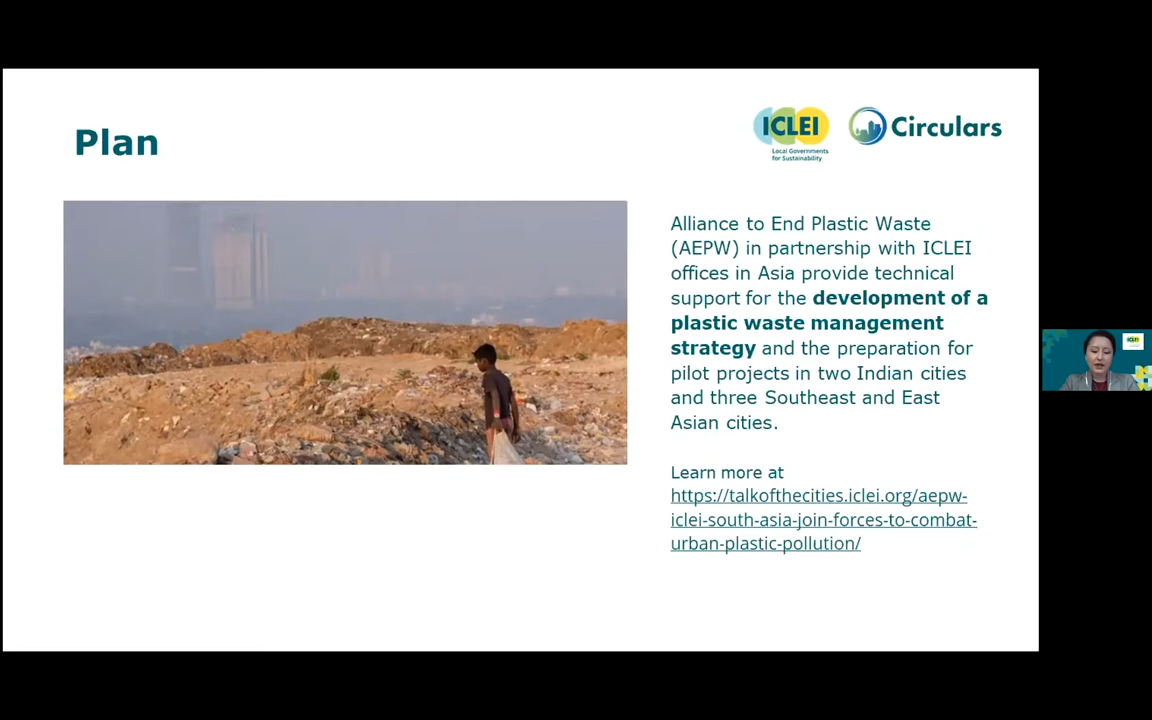 Plan
ICLEI
Local Governments
for Sustainability
Circulars
Alliance to End Plastic Waste
(AEPW) in partnership with ICLEI
offices in Asia provide technical
support for the development of a
plastic waste management
strategy and the preparation for
pilot projects in two Indian cities
and three Southeast and East
Asian cities.
Learn more at
https://talkofthecities.iclei.org/aepw-
iclei-south-asia-join-forces-to-combat-
urban-plastic-pollution/
ICLEI